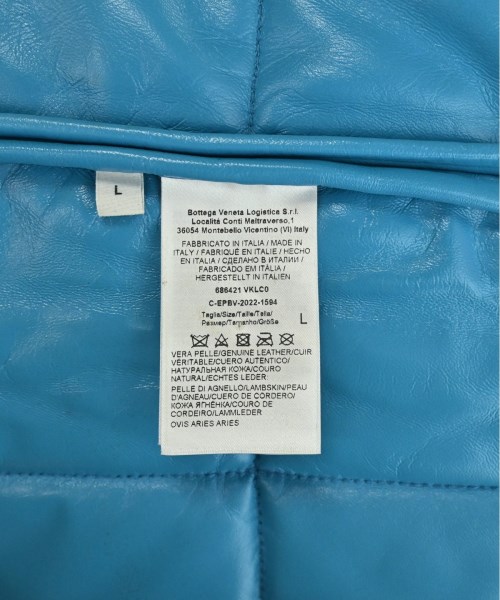 L
Bottega Veneta Logistica S.r.l.
Località Conti Maltraverso,1
36054 Montebello Vicentino (VI) Italy
FABBRICATO IN ITALIA / MADE IN
ITALY / FABRIQUÉ EN ITALIE / HECHO
EN ITALIA / СДЕЛАНО В ИТАЛИИ /
FABRICADO EM ITÁLIA /
HERGESTELLT IN ITALIEN
686421 VKLC0
C-EPBV-2022-1594
Taglia/Size/Taille/Talla/
Размер/Tamanho/Größe
L
VERA PELLE/GENUINE LEATHER/CUIR
VÉRITABLE/CUERO AUTENTICO/
НАТУРАЛЬНАЯ КОЖА/COURO
NATURAL/ECHTES LEDER
PELLE DI AGNELLO/LAMBSKIN/PEAU
D'AGNEAU/CUERO DE CORDERO/
КОЖА ЯГНЁНКА/COURO DE
CORDEIRO/LAMMLEDER
OVIS ARIES ARIES